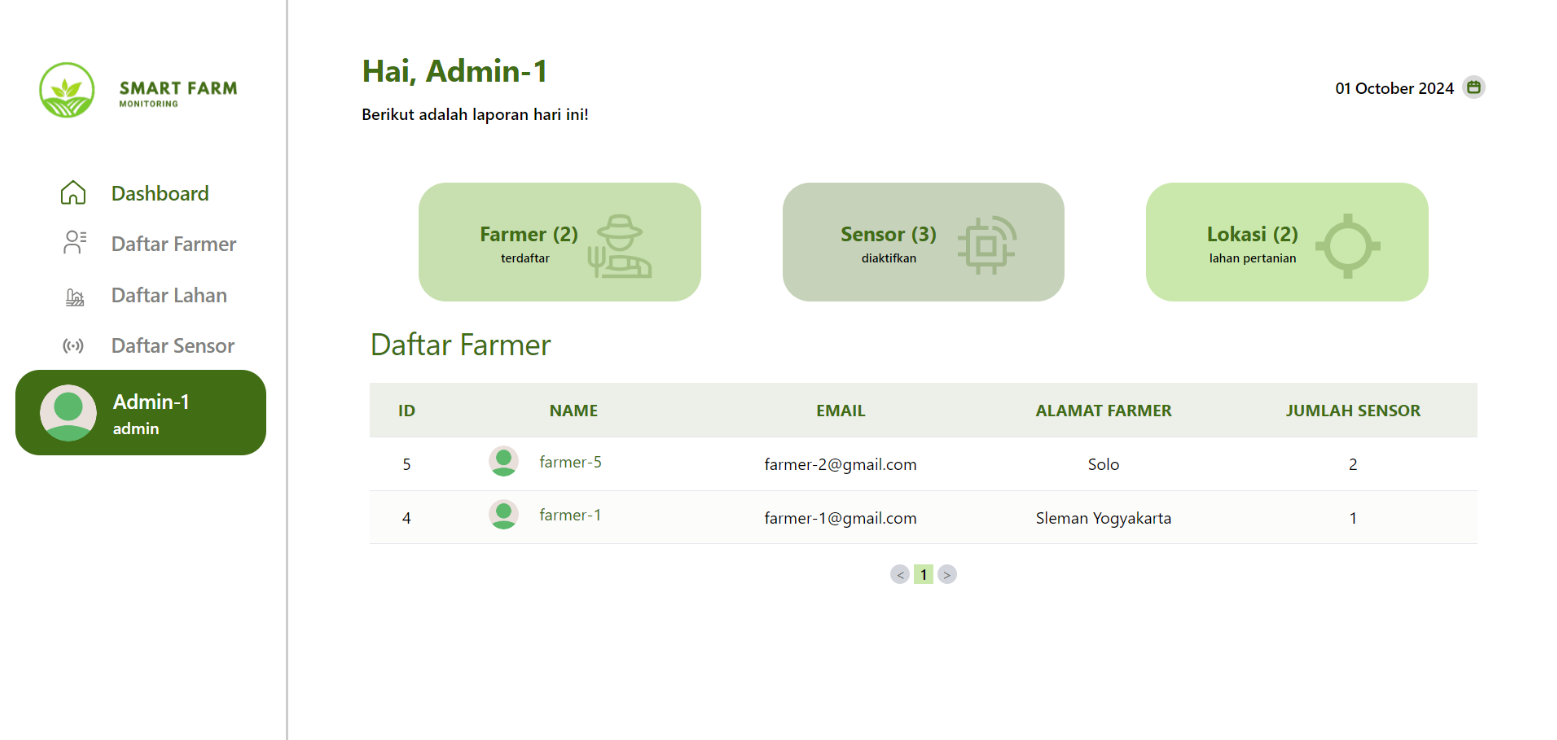 SMART FARM
MONITORING
Dashboard
Daftar Farmer
Daftar Lahan
Daftar Sensor
Admin-1
admin
Hai, Admin-1
Berikut adalah laporan hari ini!
01 October 2024
Farmer (2)
terdaftar
Sensor (3)
diaktifkan
Lokasi (2)
lahan pertanian
Daftar Farmer
ID NAME EMAIL ALAMAT FARMER JUMLAH SENSOR
5 farmer-5 farmer-2@gmail.com Solo 2
4 farmer-1 farmer-1@gmail.com Sleman Yogyakarta 1
< 1 >